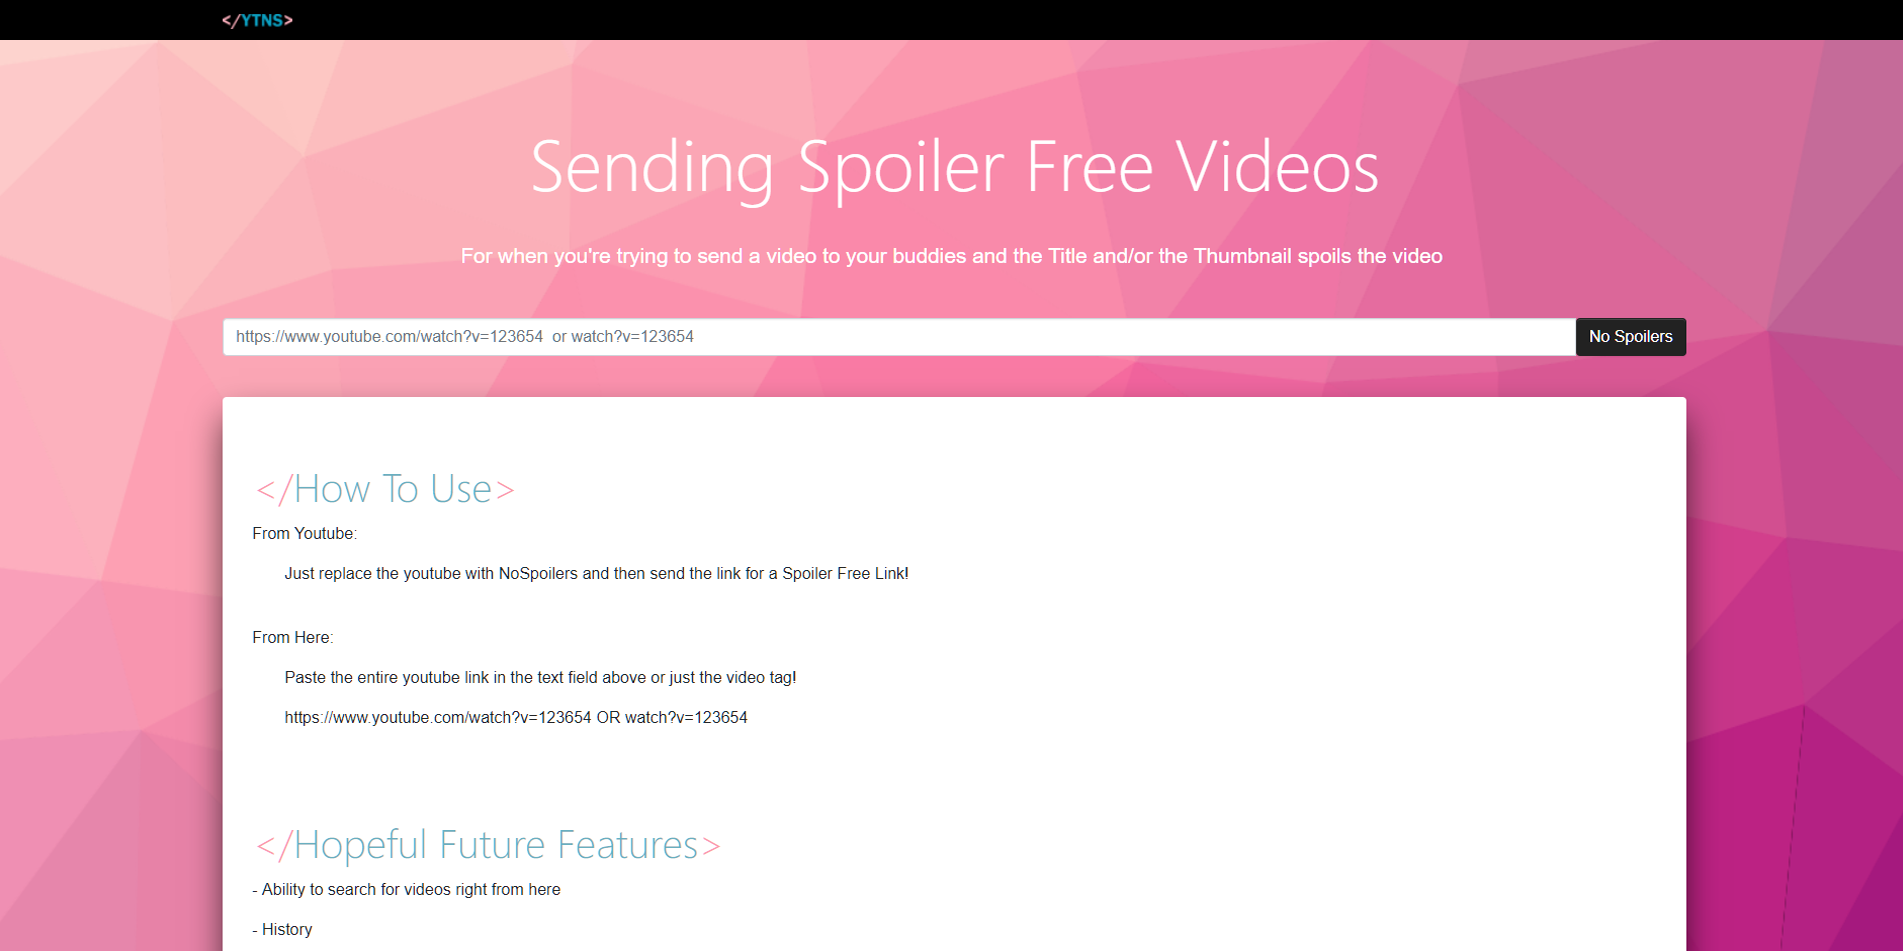 </YTNS>
Sending Spoiler Free Videos
For when you're trying to send a video to your buddies and the Title and/or the Thumbnail spoils the video
https://www.youtube.com/watch?v=123654  or watch?v=123654
No Spoilers
</How To Use>
From Youtube:
Just replace the youtube with NoSpoilers and then send the link for a Spoiler Free Link!
From Here:
Paste the entire youtube link in the text field above or just the video tag!
https://www.youtube.com/watch?v=123654 OR watch?v=123654
</Hopeful Future Features>
- Ability to search for videos right from here
- History